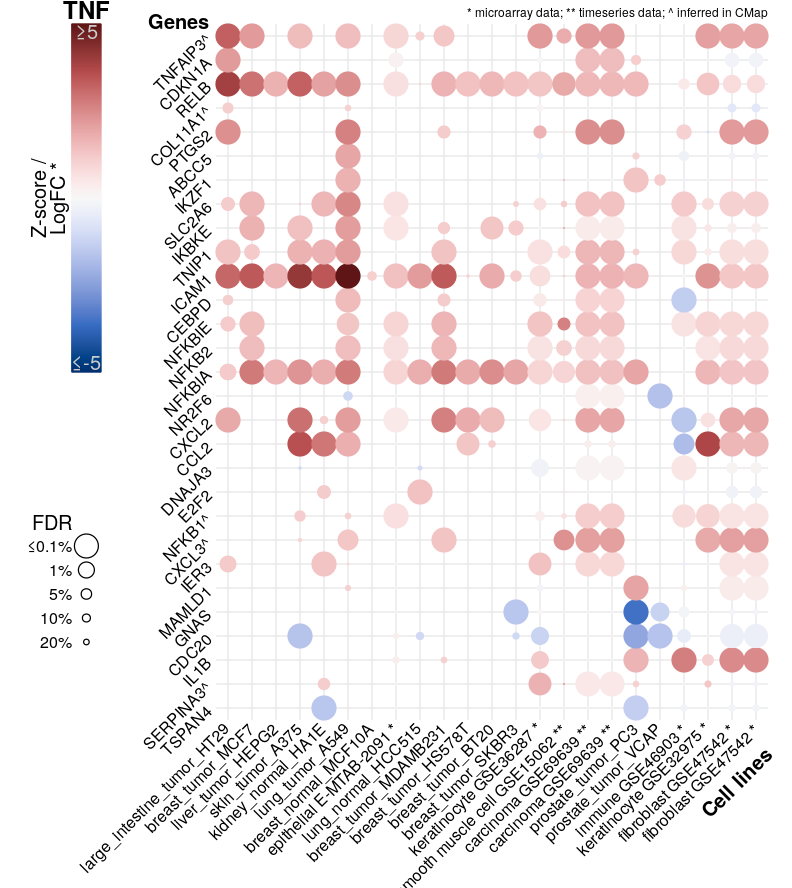 TNF
Genes
* microarray data; ** timeseries data; ^ inferred in CMap
≥5
Z-score /
LogFC *
≤-5
TNFAIP3^
CDKN1A
RELB
COL11A1^
PTGS2
ABCC5
IKZF1
SLC2A6
IKBKE
TNIP1
ICAM1
CEBPD
NFKBIE
NFKB2
NFKBIA
NR2F6
CXCL2
CCL2
DNAJA3
E2F2
NFKB1^
CXCL3^
IER3
MAMLD1
GNAS
CDC20
IL1B
SERPINA3^
TSPAN4
FDR
≤0.1%
1%
5%
10%
20%
large_Intestine_tumor_HT29
breast_tumor_MCF7
liver_tumor_HEPG2
skin_tumor_A375
kidney_normal_HA1E
lung_tumor_A549
breast_normal_MCF10A
epithelial E-MTAB-2091 *
lung_normal_HCC515
breast_tumor_MDAMB231
breast_tumor_HS578T
breast_tumor_BT20
breast_tumor_SKBR3
keratinocyte GSE36287 *
mooth muscle cell GSE15062 **
carcinoma GSE69639 **
carcinoma GSE69639 **
prostate_tumor_PC3
prostate_tumor_VCAP
Immune GSE46903 *
keratinocyte GSE32975 *
fibroblast GSE47542 *
fibroblast GSE47542 *
Cell lines